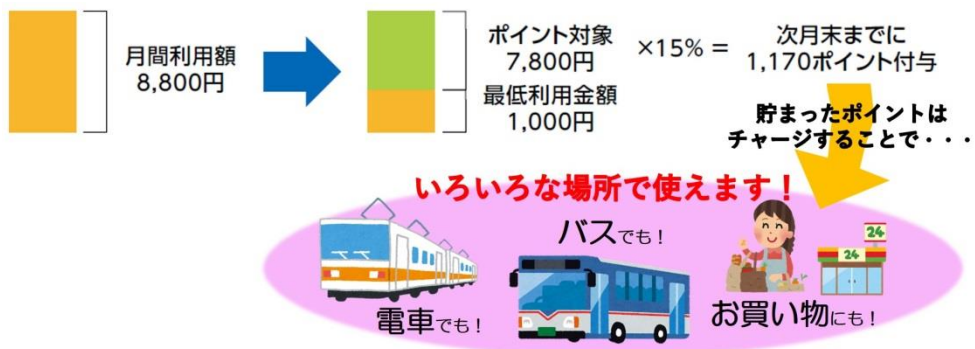 月間利用額
8,800円
ポイント対象
7,800円
最低利用金額
1,000円
×15% =
次月末までに
1,170ポイント付与
貯まったポイントは
チャージすることで・・・
いろいろな場所で使えます！
電車でも！
バスでも！
24
24
お買い物にも！